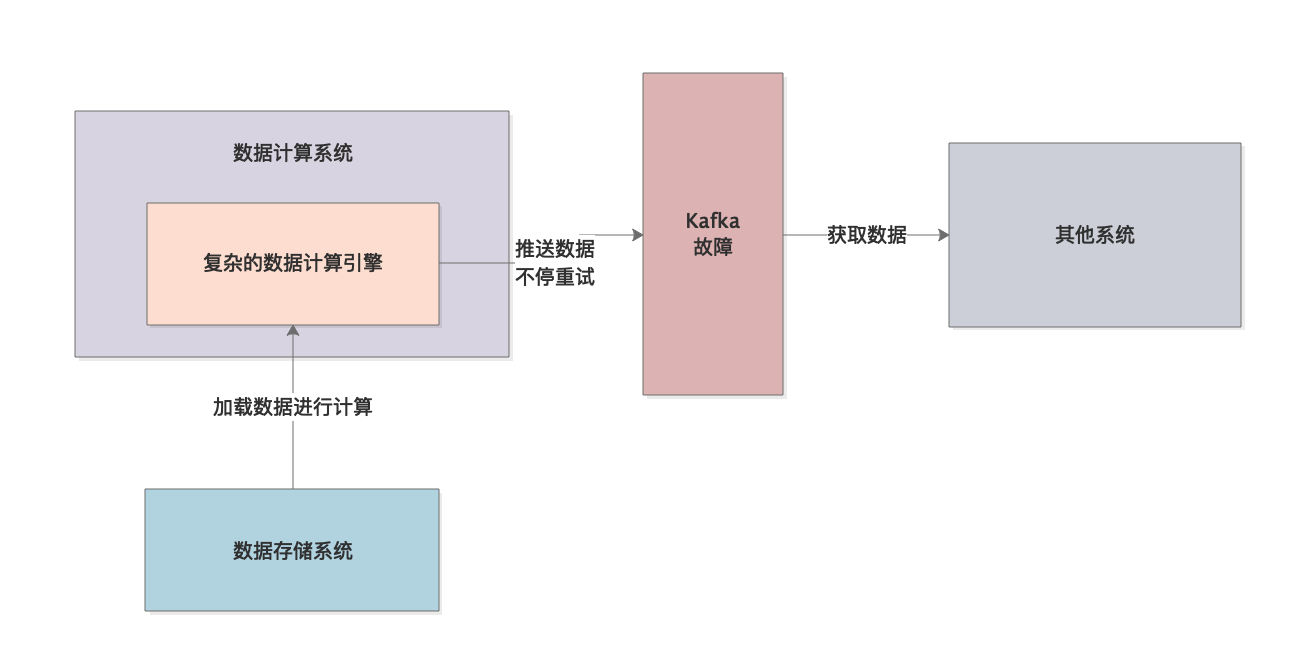 数据计算系统
复杂的数据计算引擎
推送数据
不停重试
Kafka
故障
获取数据
其他系统
加载数据进行计算
数据存储系统